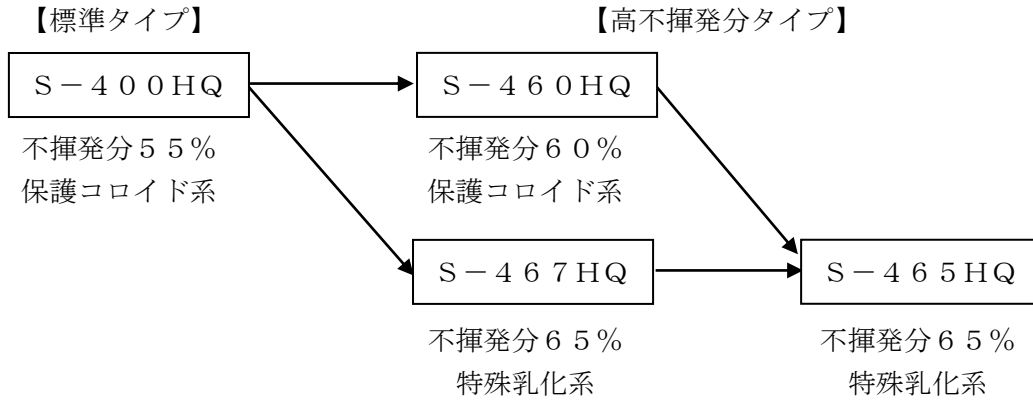 【標準タイプ】
【高不揮発分タイプ】
Ｓ－４００ＨＱ
不揮発分５５％
保護コロイド系
Ｓ－４６０ＨＱ
不揮発分６０％
保護コロイド系
Ｓ－４６７ＨＱ
不揮発分６５％
特殊乳化系
Ｓ－４６５ＨＱ
不揮発分６５％
特殊乳化系